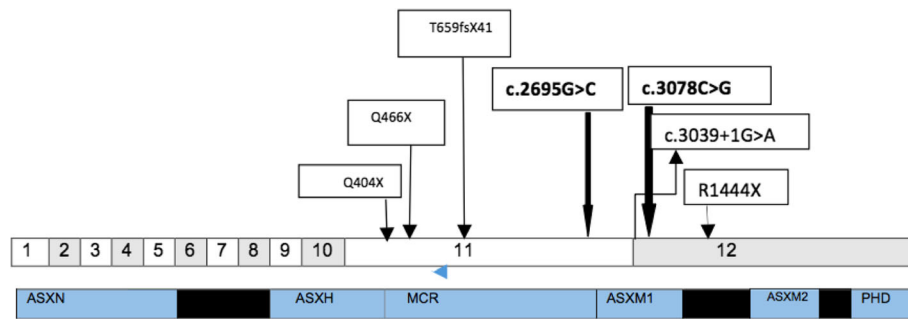 T659fsX41
c.2695G>C
c.3078C>G
Q466X
c.3039+1G>A
Q404X
R1444X
1 2 3 4 5 6 7 8 9 10 11 12
ASXN ASXH MCR ASXM1 ASXM2 PHD